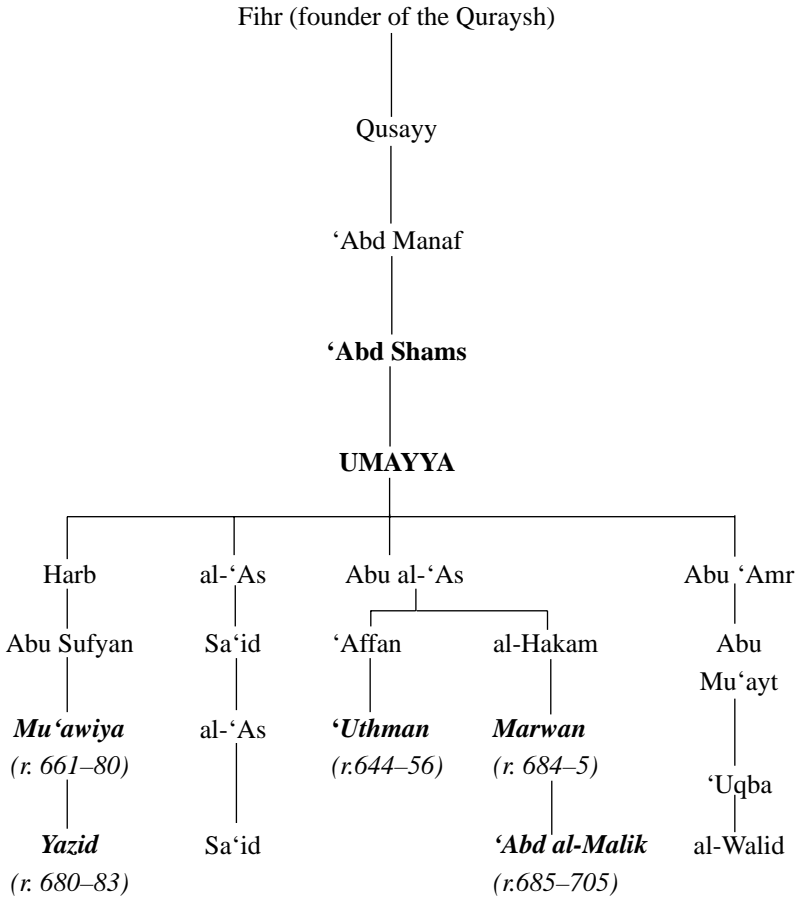 Fihr (founder of the Quraysh)
Qusayy
‘Abd Manaf
‘Abd Shams
UMAYYA
Harb al-‘As Abu al-‘As Abu ‘Amr
Abu Sufyan Sa‘id ‘Affan al-Hakam Abu
Mu‘ayt
Mu‘awiya al-‘As ‘Uthman Marwan
(r. 661–80) (r.644–56) (r. 684–5)
‘Uqba
Yazid Sa‘id ‘Abd al-Malik al-Walid
(r. 680–83) (r.685–705)